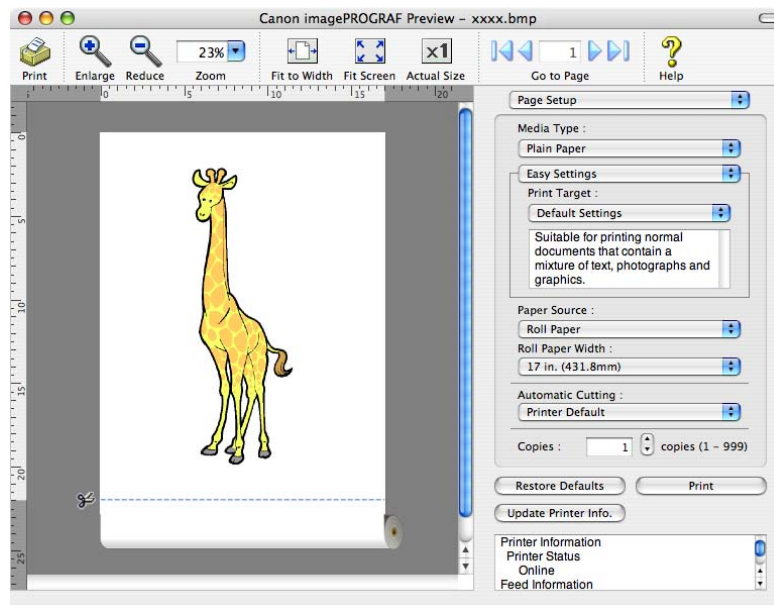 Canon imagePROGRAF Preview – xxxx.bmp
23% x1 1
Print Enlarge Reduce Zoom Fit to Width Fit Screen Actual Size Go to Page Help
0 5 10 15 20
0
5
10
15
20
25
Page Setup
Media Type :
Plain Paper
Easy Settings
Print Target :
Default Settings
Suitable for printing normal
documents that contain a
mixture of text, photographs and
graphics.
Paper Source :
Roll Paper
Roll Paper Width :
17 in. (431.8mm)
Automatic Cutting :
Printer Default
Copies : 1 copies (1 – 999)
Restore Defaults Print
Update Printer Info.
Printer Information
Printer Status
Online
Feed Information